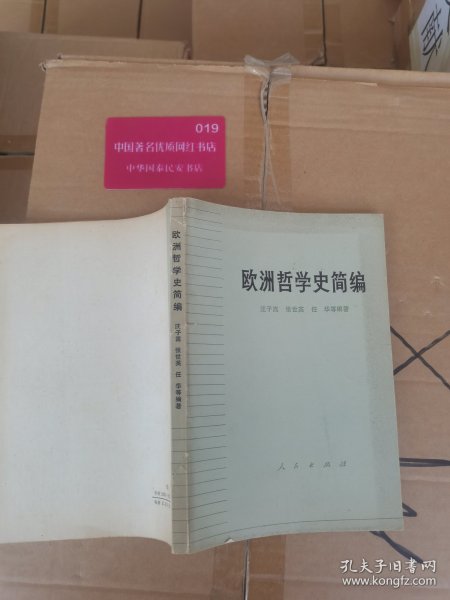 019
中国著名优质网红书店
中华国泰民安书店
欧洲哲学史简编
汪子嵩 张世英 任 华等编著
人民出版社
欧洲哲学史简编
汪子嵩 张世英 任 华等编著
孔夫子旧书网
www.kongfz.com